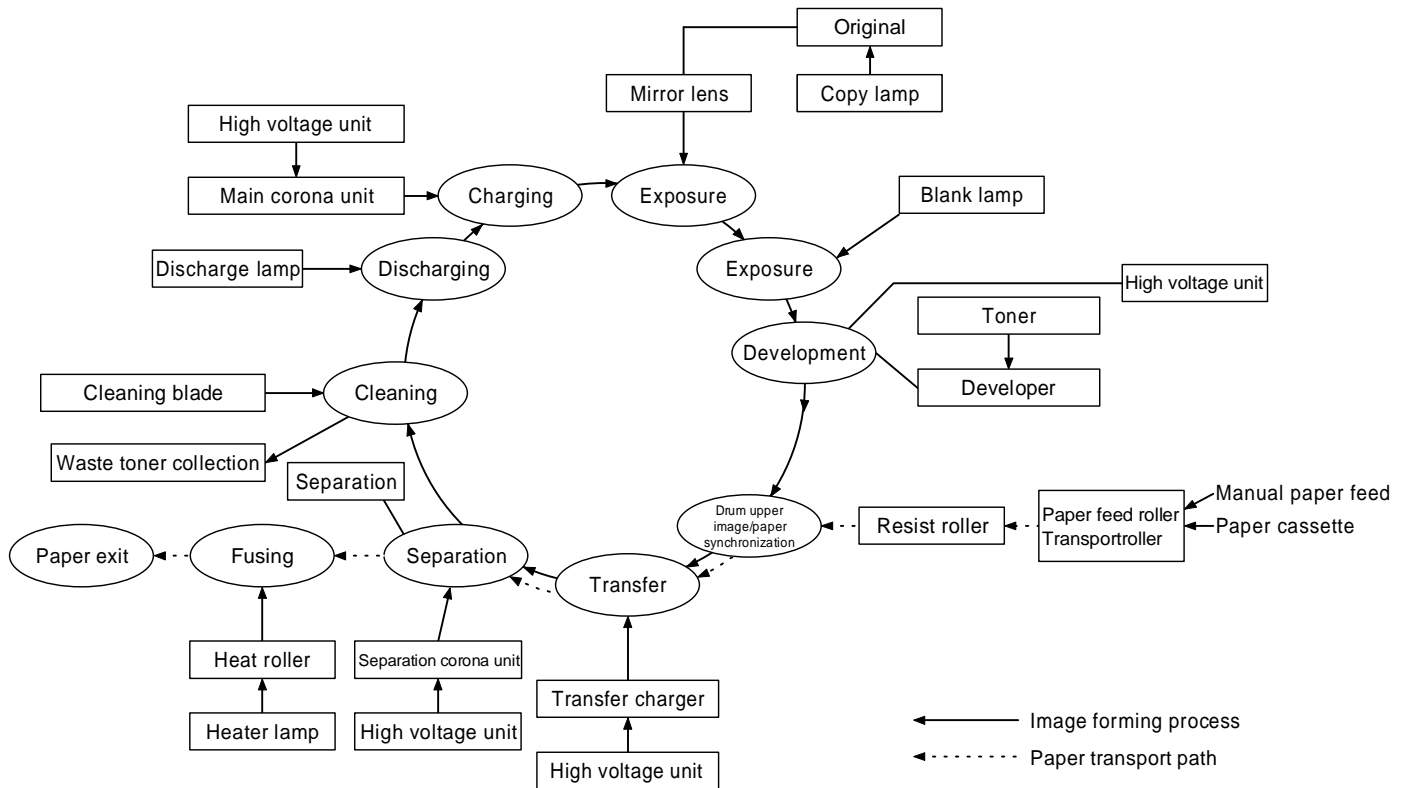 Original
Mirror lens
Copy lamp
High voltage unit
Main corona unit
Charging
Exposure
Blank lamp
Discharge lamp
Discharging
Exposure
High voltage unit
Toner
Development
Developer
Cleaning blade
Cleaning
Waste toner collection
Separation
Drum upper
image/paper
synchronization
Resist roller
Paper feed roller
Transportroller
Manual paper feed
Paper cassette
Paper exit
Fusing
Separation
Transfer
Heat roller
Separation corona unit
Transfer charger
Heater lamp
High voltage unit
High voltage unit
Image forming process
Paper transport path